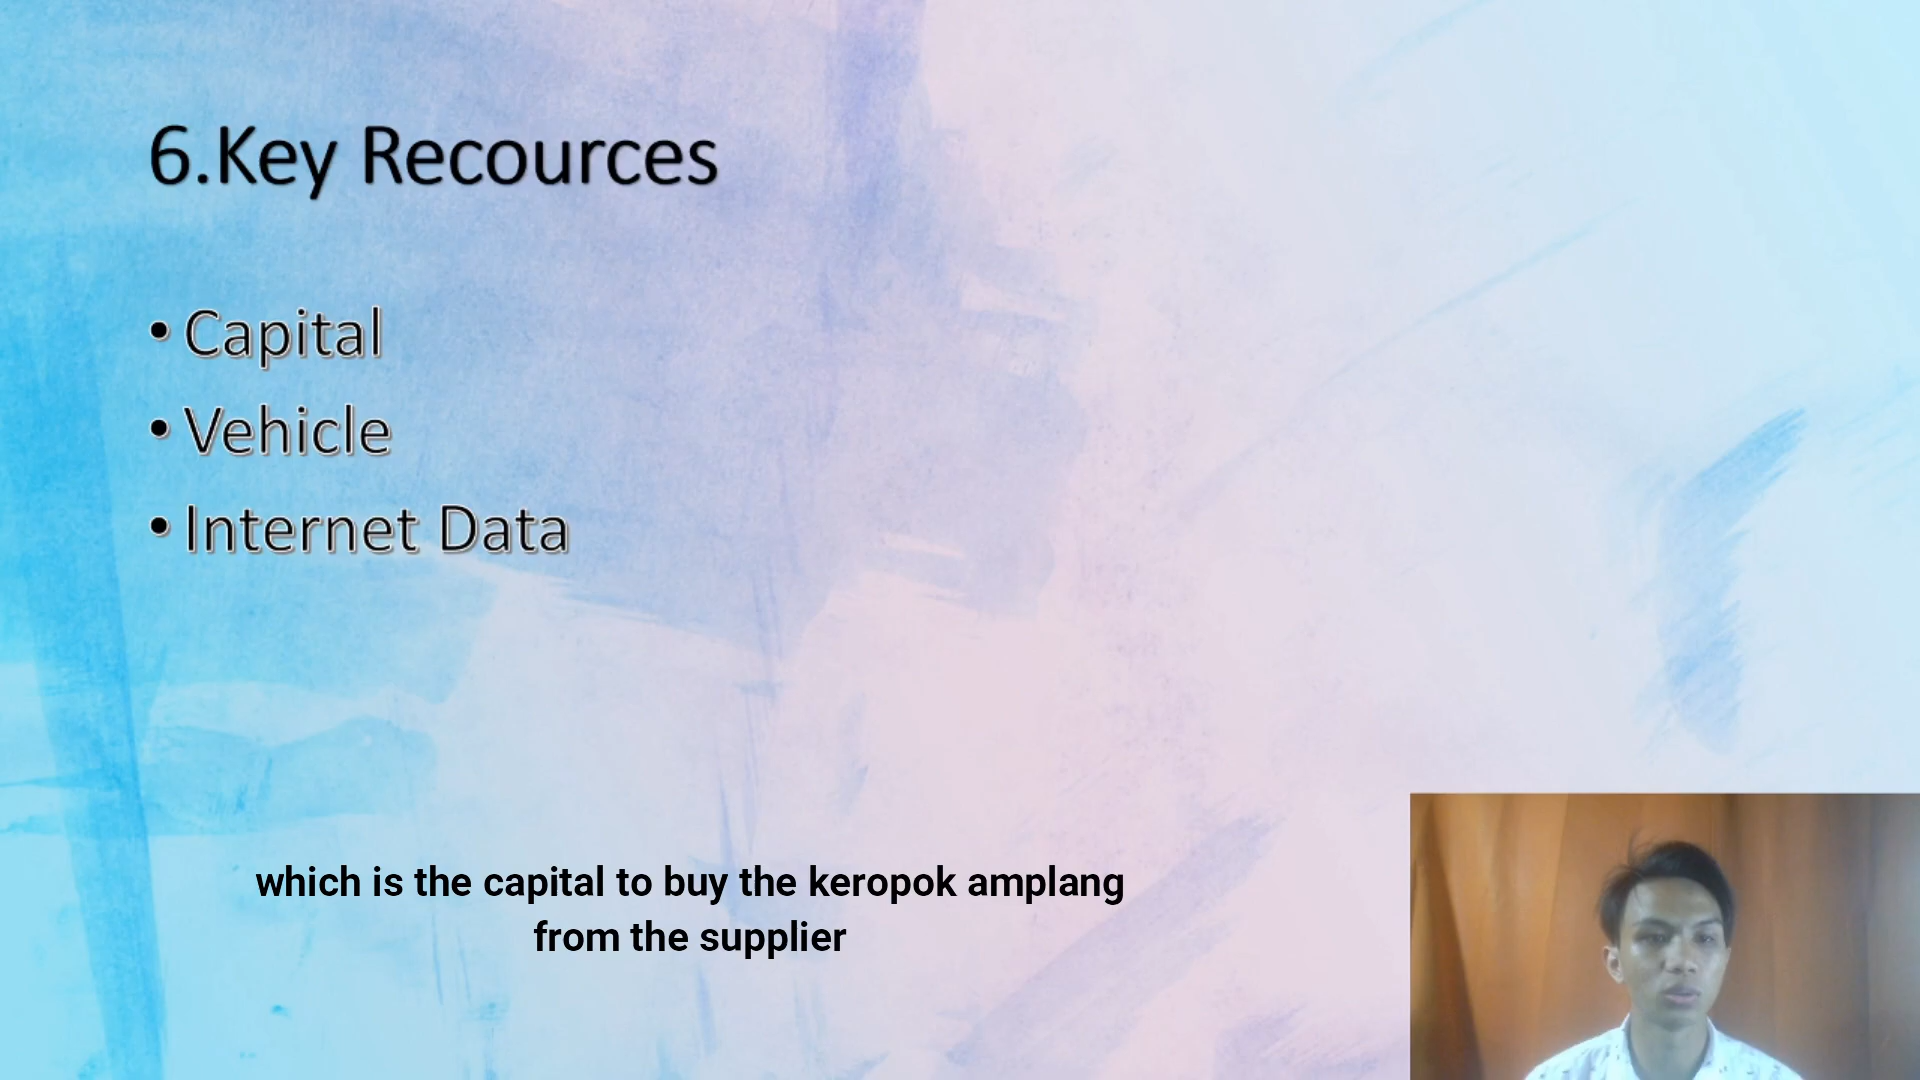 6.Key Recources
• Capital
• Vehicle
• Internet Data
which is the capital to buy the keropok amplang
from the supplier